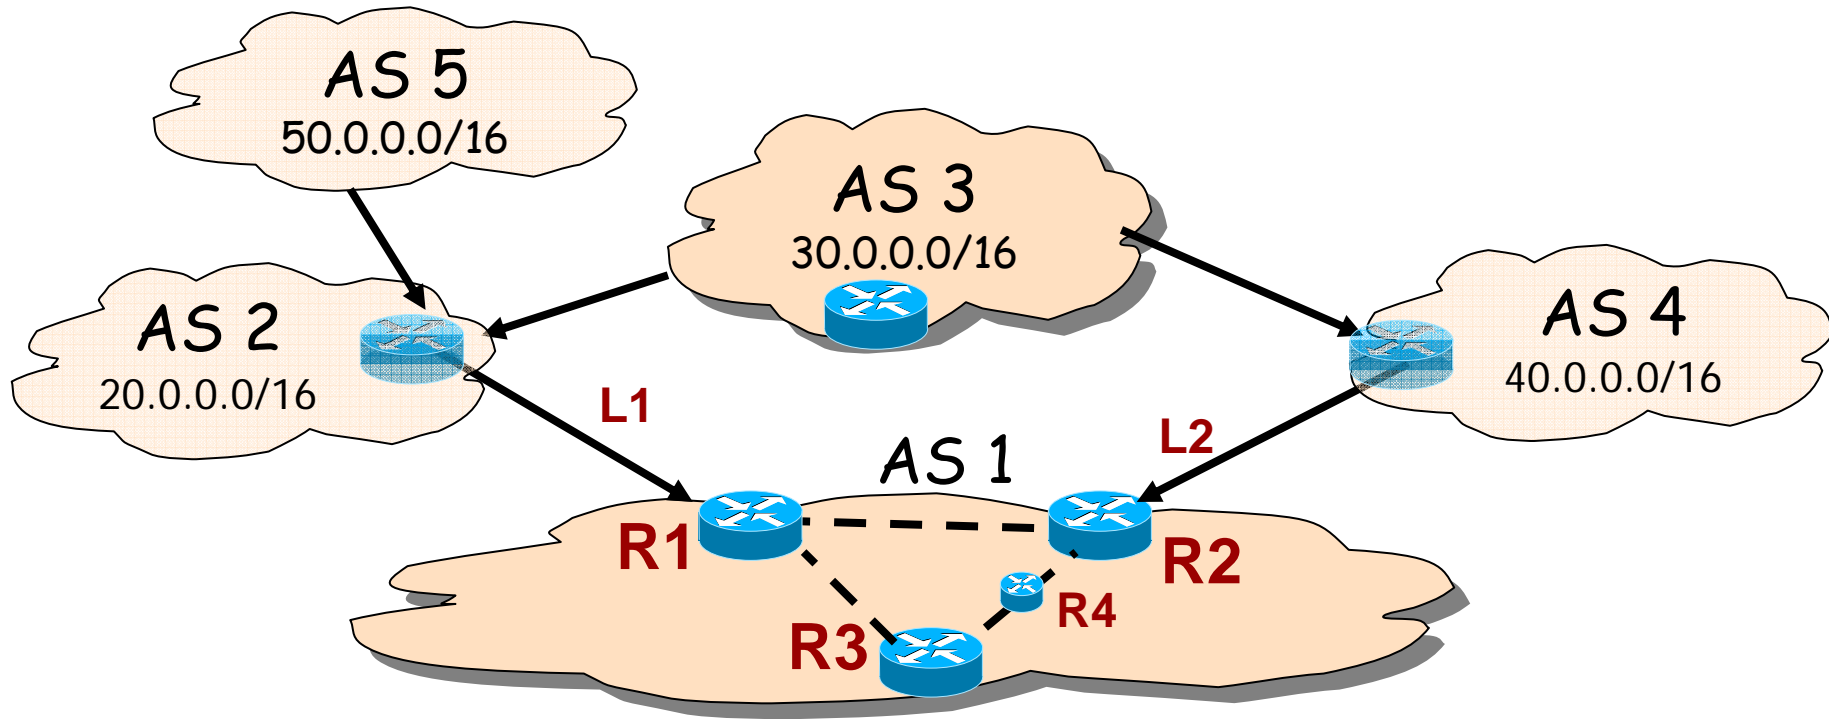 AS 5
50.0.0.0/16
AS 3
30.0.0.0/16
AS 2
20.0.0.0/16
AS 4
40.0.0.0/16
L1
L2
AS 1
R1
R2
R4
R3